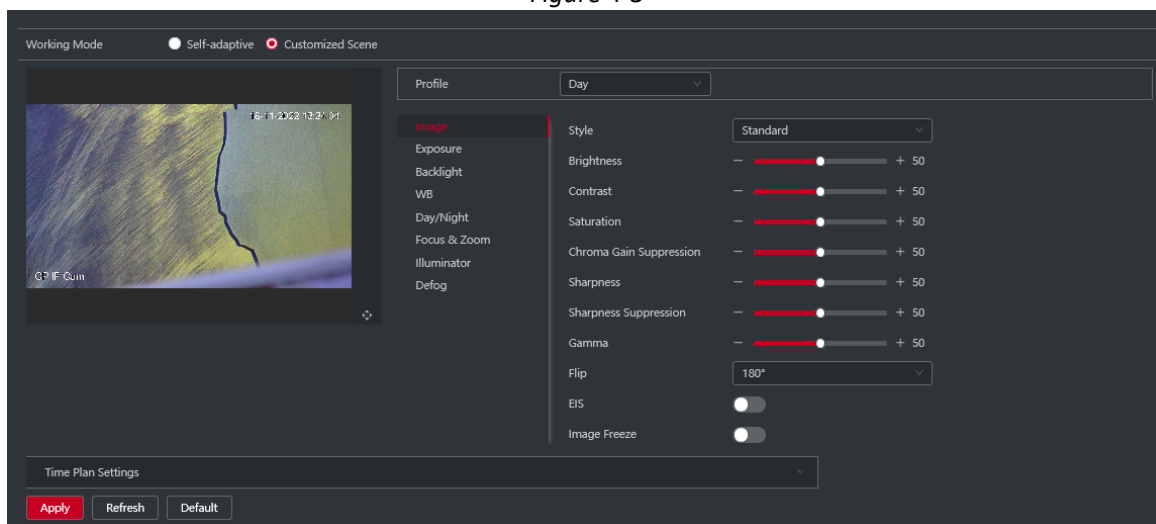 Working Mode Self-adaptive Customized Scene
Profile Day
Image
Exposure
Backlight
WB
Day/Night
Focus & Zoom
Illuminator
Defog
Style Standard
Brightness - + 50
Contrast - + 50
Saturation - + 50
Chroma Gain Suppression - + 50
Sharpness - + 50
Sharpness Suppression - + 50
Gamma - + 50
Flip 180°
EIS
Image Freeze
Time Plan Settings
Apply Refresh Default